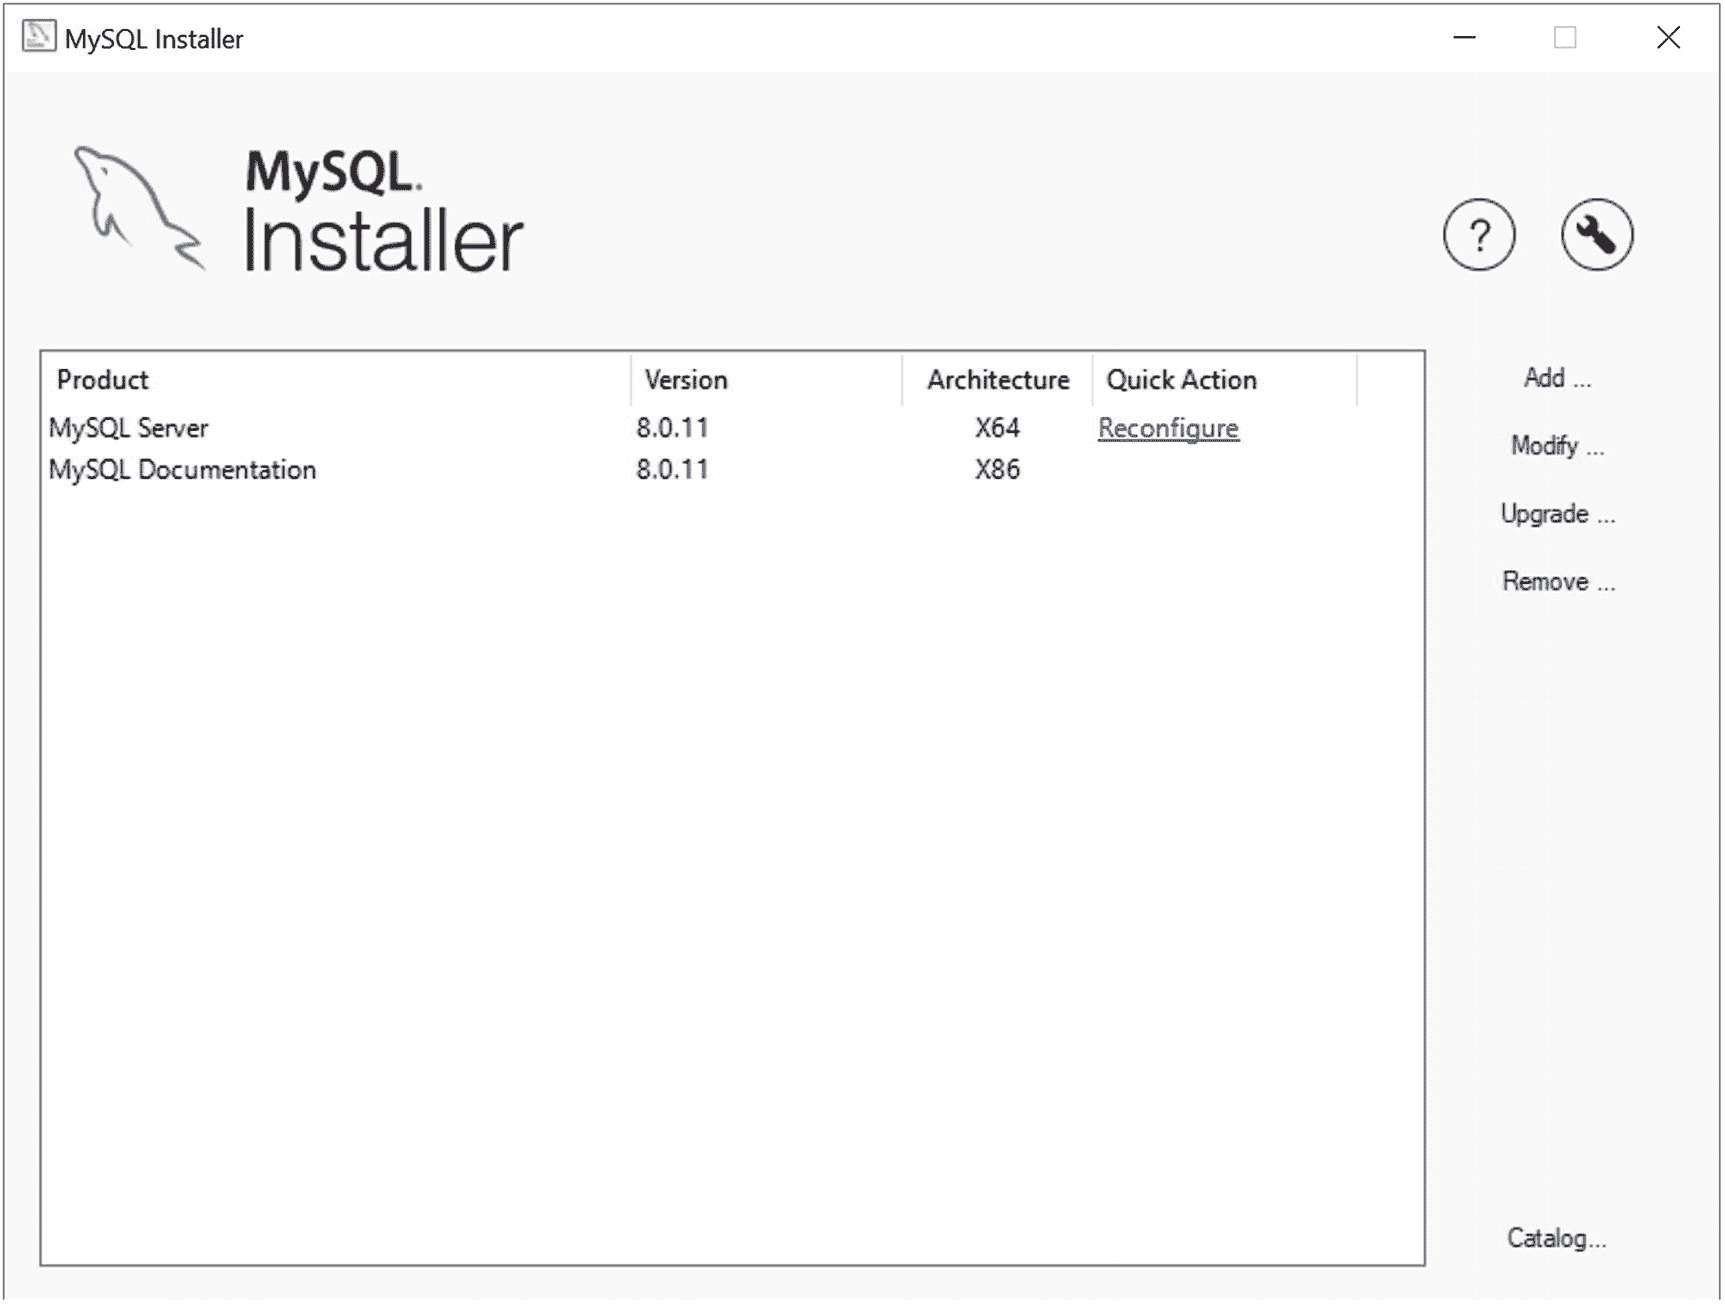 MySQL Installer
MySQL.
Installer
?
Product Version Architecture Quick Action
MySQL Server 8.0.11 X64 Reconfigure
MySQL Documentation 8.0.11 X86
Add ...
Modify ...
Upgrade ...
Remove ...
Catalog...